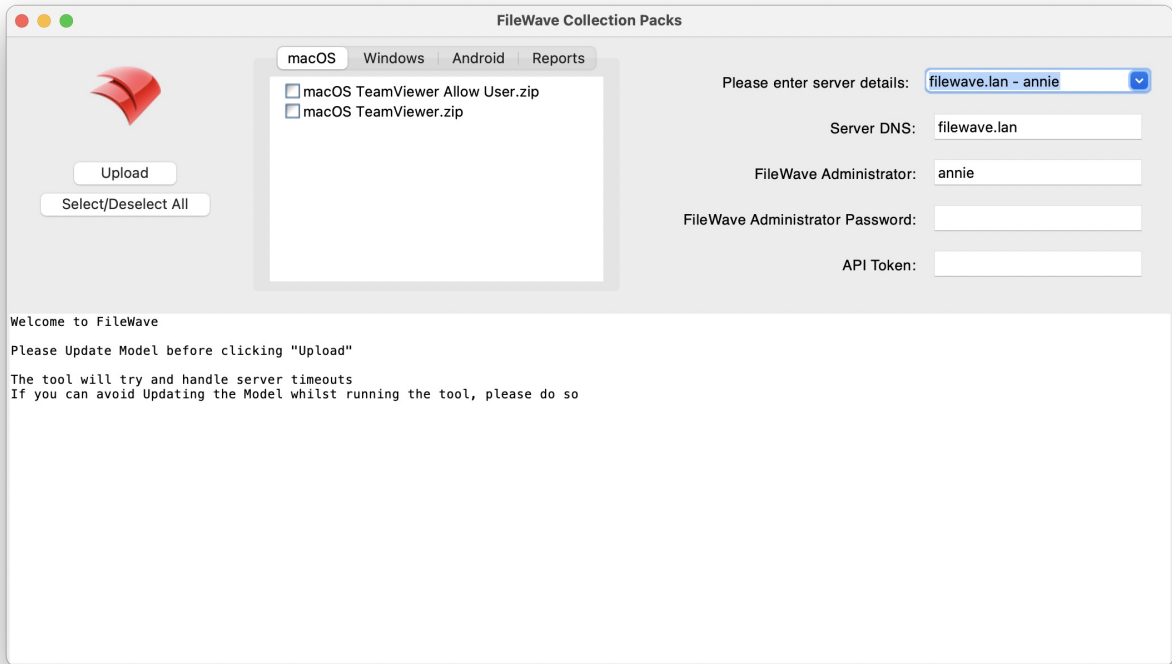 FileWave Collection Packs
macOS Windows Android Reports
macOS TeamViewer Allow User.zip
macOS TeamViewer.zip
Upload
Select/Deselect All
Please enter server details: filewave.lan - annie
Server DNS: filewave.lan
FileWave Administrator: annie
FileWave Administrator Password:
API Token:
Welcome to FileWave
Please Update Model before clicking "Upload"
The tool will try and handle server timeouts
If you can avoid Updating the Model whilst running the tool, please do so